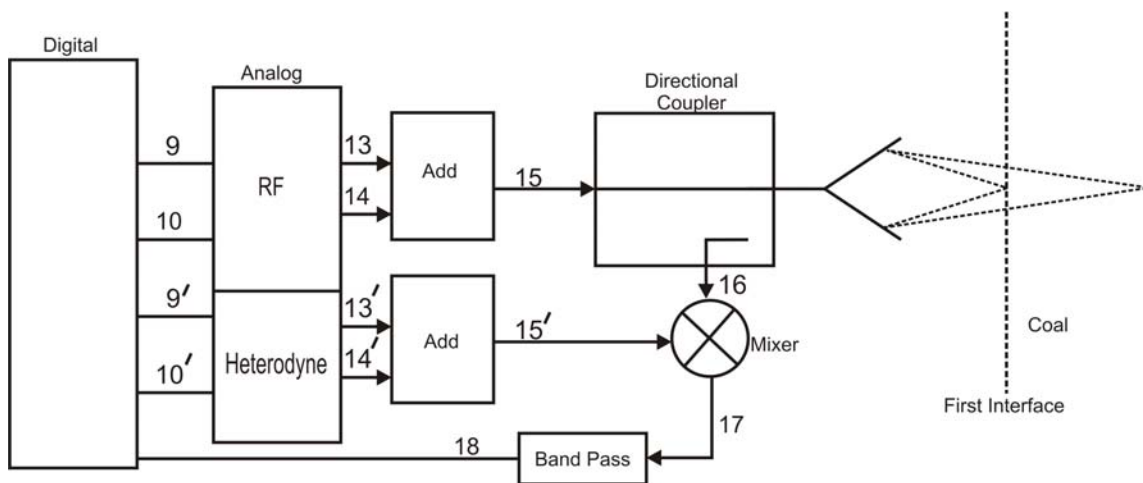 Digital
Analog
Directional
Coupler
9
13
Add
RF
14
15
10
16
9′
13′
Add
15′
Mixer
Coal
14′
10′
Heterodyne
First Interface
17
18
Band Pass